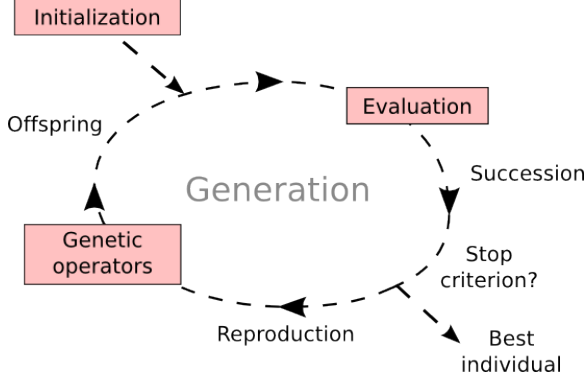 Initialization
Offspring
Evaluation
Generation
Succession
Genetic
operators
Stop
criterion?
Reproduction
Best
individual